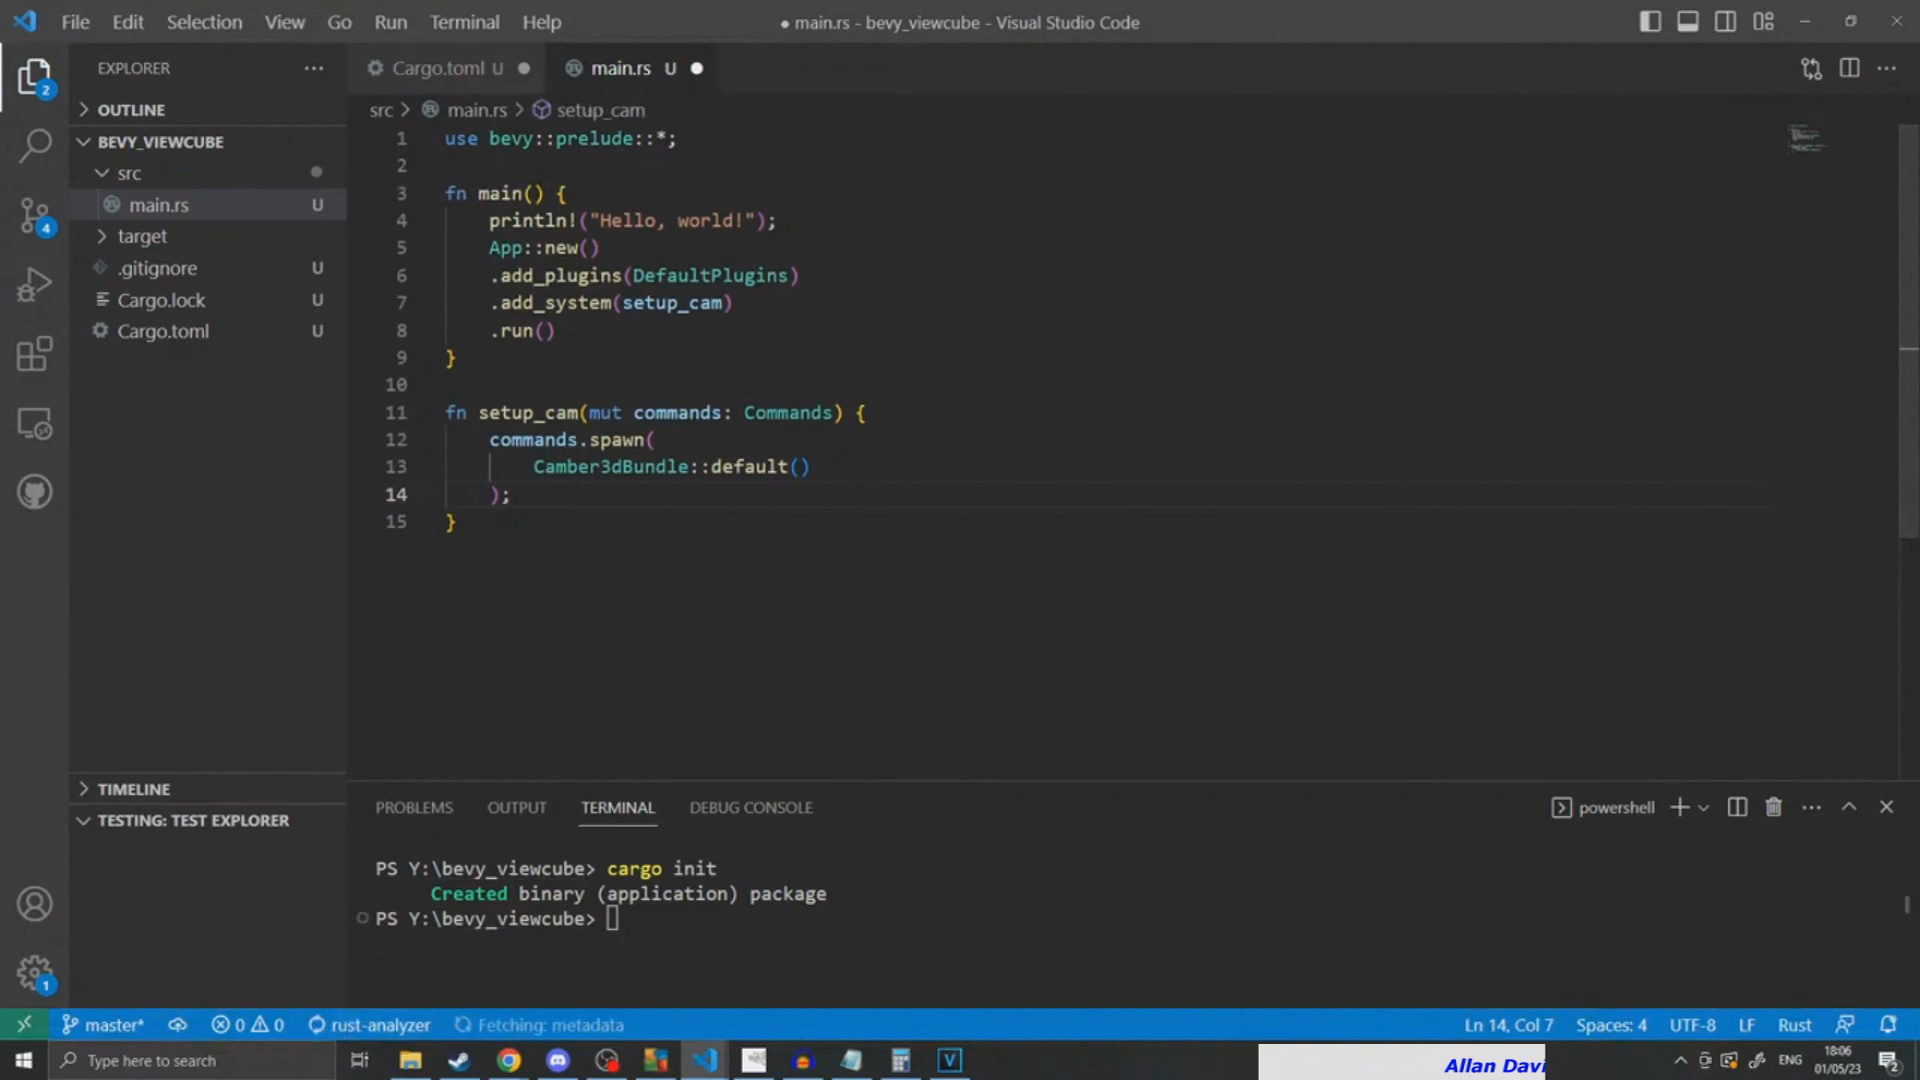 File Edit Selection View Go Run Terminal Help
● main.rs - bevy_viewcube - Visual Studio Code
EXPLORER
Cargo.toml U
main.rs U
OUTLINE
src > main.rs > setup_cam
BEVY_VIEWCUBE
src
main.rs U
target
.gitignore U
Cargo.lock U
Cargo.toml U
1 use bevy::prelude::*;
2
3 fn main() {
4 println!("Hello, world!");
5 App::new()
6 .add_plugins(DefaultPlugins)
7 .add_system(setup_cam)
8 .run()
9 }
10
11 fn setup_cam(mut commands: Commands) {
12 commands.spawn(
13 Camber3dBundle::default()
14 );
15 }
2
4
1
TIMELINE
TESTING: TEST EXPLORER
PROBLEMS OUTPUT TERMINAL DEBUG CONSOLE
powershell
PS Y:\bevy_viewcube> cargo init
Created binary (application) package
PS Y:\bevy_viewcube>
master* 0 0 rust-analyzer Fetching: metadata
Ln 14, Col 7 Spaces: 4 UTF-8 LF Rust
Type here to search
Allan Davi
ENG
18:06
01/05/23
2